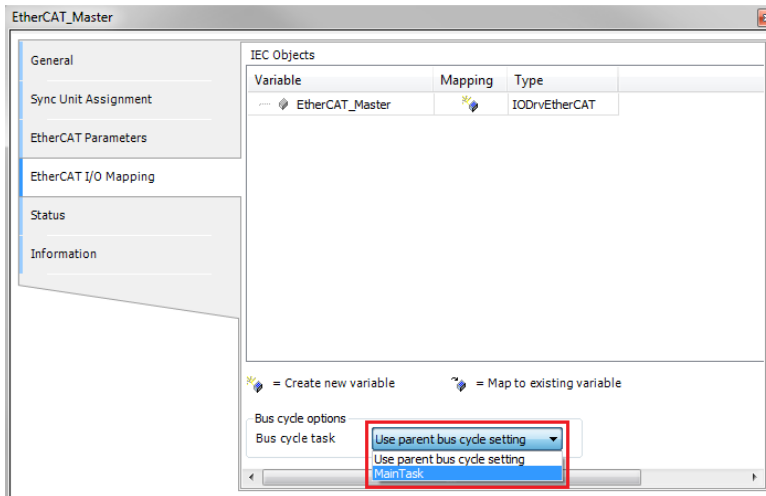 EtherCAT_Master
General
Sync Unit Assignment
EtherCAT Parameters
EtherCAT I/O Mapping
Status
Information
IEC Objects
Variable Mapping Type
EtherCAT_Master IODrvEtherCAT
= Create new variable = Map to existing variable
Bus cycle options
Bus cycle task Use parent bus cycle setting
Use parent bus cycle setting
MainTask